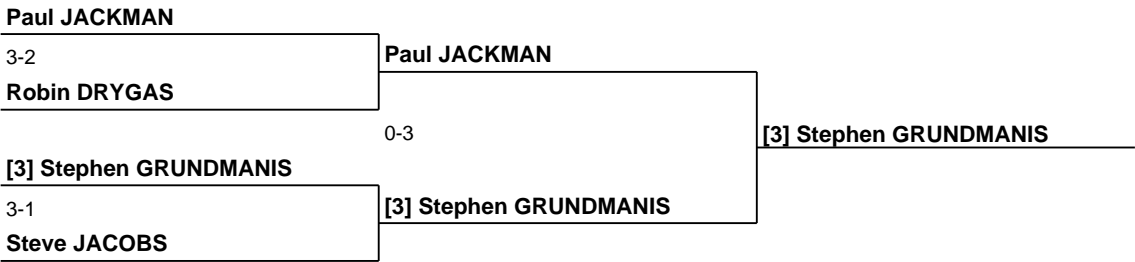 Paul JACKMAN
3-2
Robin DRYGAS
Paul JACKMAN
0-3
[3] Stephen GRUNDMANIS
[3] Stephen GRUNDMANIS
3-1
Steve JACOBS
[3] Stephen GRUNDMANIS